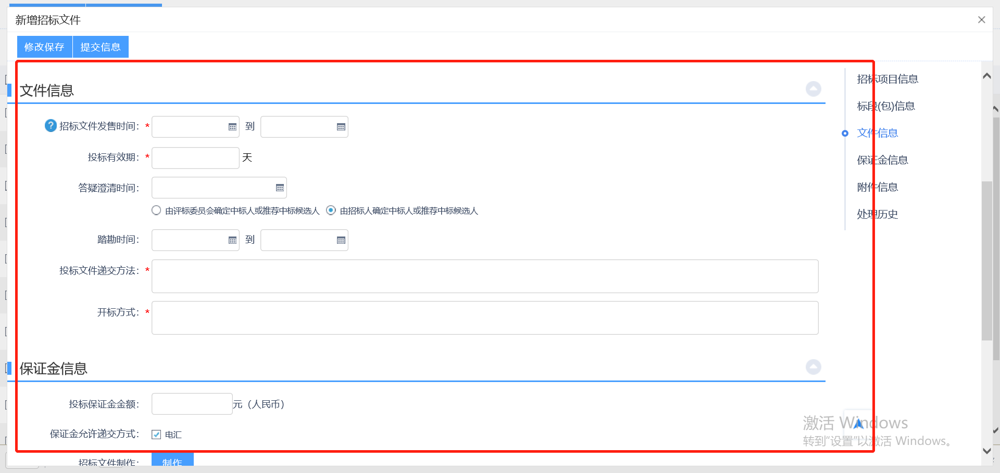 新增招标文件
修改保存 提交信息
文件信息
招标文件发售时间：* 到
投标有效期：* 天
答疑澄清时间：
由评标委员会确定中标人或推荐中标候选人 由招标人确定中标人或推荐中标候选人
踏勘时间： 到
投标文件递交方法：*
开标方式：*
保证金信息
投标保证金金额： 元（人民币）
保证金允许递交方式： 电汇
招标文件制作： 制作
招标项目信息
标段(包)信息
文件信息
保证金信息
附件信息
处理历史
激活 Windows
转到“设置”以激活 Windows。